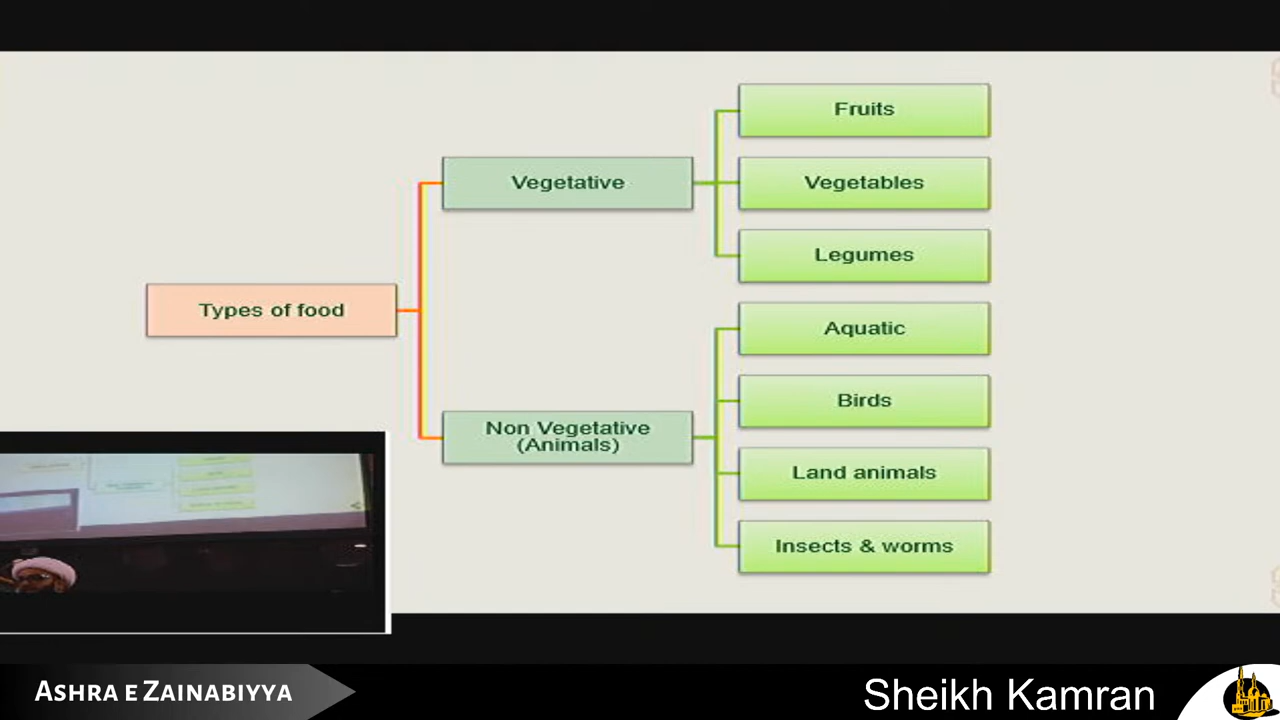 Types of food
Vegetative
Fruits
Vegetables
Legumes
Non Vegetative
(Animals)
Aquatic
Birds
Land animals
Insects & worms
ASHRA E ZAINABIYYA
Sheikh Kamran